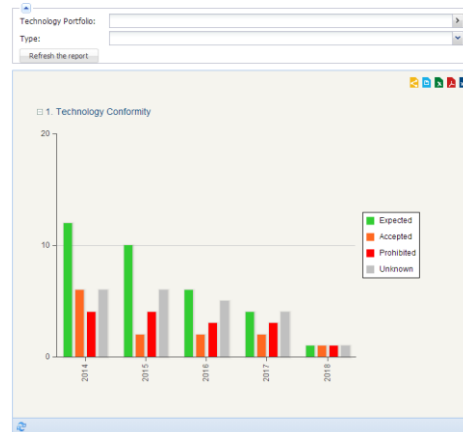 Technology Portfolio:
Type:
Refresh the report
1. Technology Conformity
20
10
0
Expected
Accepted
Prohibited
Unknown
2014
2015
2016
2017
2018